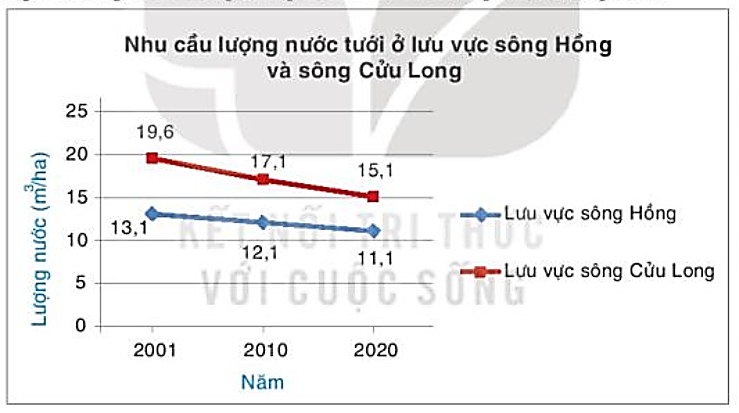 Nhu cầu lượng nước tưới ở lưu vực sông Hồng
và sông Cửu Long
Lượng nước (m³/ha)
25
20
15
10
5
0
19,6
17,1
15,1
13,1
12,1
11,1
2001 2010 2020
Năm
Lưu vực sông Hồng
Lưu vực sông Cửu Long
KẾT NỐI TRI THỨC
VỚI CUỘC SỐNG